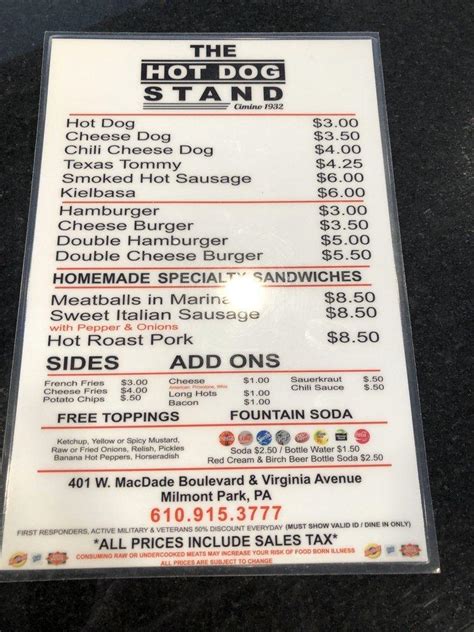 THE
HOT DOG
STAND
Cimino 1932
Hot Dog $3.00
Cheese Dog $3.50
Chili Cheese Dog $4.00
Texas Tommy $4.25
Smoked Hot Sausage $6.00
Kielbasa $6.00
Hamburger $3.00
Cheese Burger $3.50
Double Hamburger $5.00
Double Cheese Burger $5.50
HOMEMADE SPECIALTY SANDWICHES
Meatballs in Marina $8.50
Sweet Italian Sausage $8.50
with Pepper & Onions
Hot Roast Pork $8.50
SIDES ADD ONS
French Fries $3.00 Cheese $1.00 Sauerkraut $.50
American, Provolone, Whiz
Cheese Fries $4.00 Long Hots $1.00 Chili Sauce $.50
Potato Chips $.50 Bacon $1.00
FREE TOPPINGS FOUNTAIN SODA
Ketchup, Yellow or Spicy Mustard,
Raw or Fried Onions, Relish, Pickles
Banana Hot Peppers, Horseradish
Soda $2.50 / Bottle Water $1.50
Red Cream & Birch Beer Bottle Soda $2.50
401 W. MacDade Boulevard & Virginia Avenue
Milmont Park, PA
610.915.3777
FIRST RESPONDERS, ACTIVE MILITARY & VETERANS 50% DISCOUNT EVERYDAY (MUST SHOW VALID ID / DINE IN ONLY)
*ALL PRICES INCLUDE SALES TAX*
CONSUMING RAW OR UNDERCOOKED MEATS MAY INCREASE YOUR RISK OF FOOD BORN ILLNESS
ALL PRICES ARE SUBJECT TO CHANGE